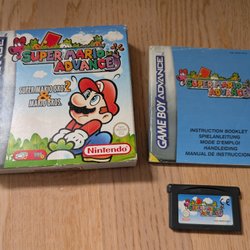 SUPER MARIO
ADVANCE
SUPER MARIO BROS. 2
MARIO BROS.
Nintendo
GAME BOY ADVANCE
SUPER MARIO
ADVANCE
INSTRUCTION BOOKLET
SPIELANLEITUNG
MODE D'EMPLOI
HANDLEIDING
MANUAL DE INSTRUCCIONES